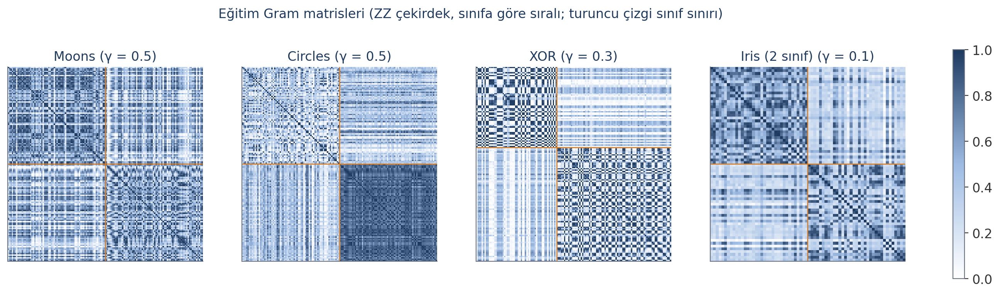 Eğitim Gram matrisleri (ZZ çekirdek, sınıfa göre sıralı; turuncu çizgi sınıf sınırı)
Moons (γ = 0.5)
Circles (γ = 0.5)
XOR (γ = 0.3)
Iris (2 sınıf) (γ = 0.1)
1.0
0.8
0.6
0.4
0.2
0.0